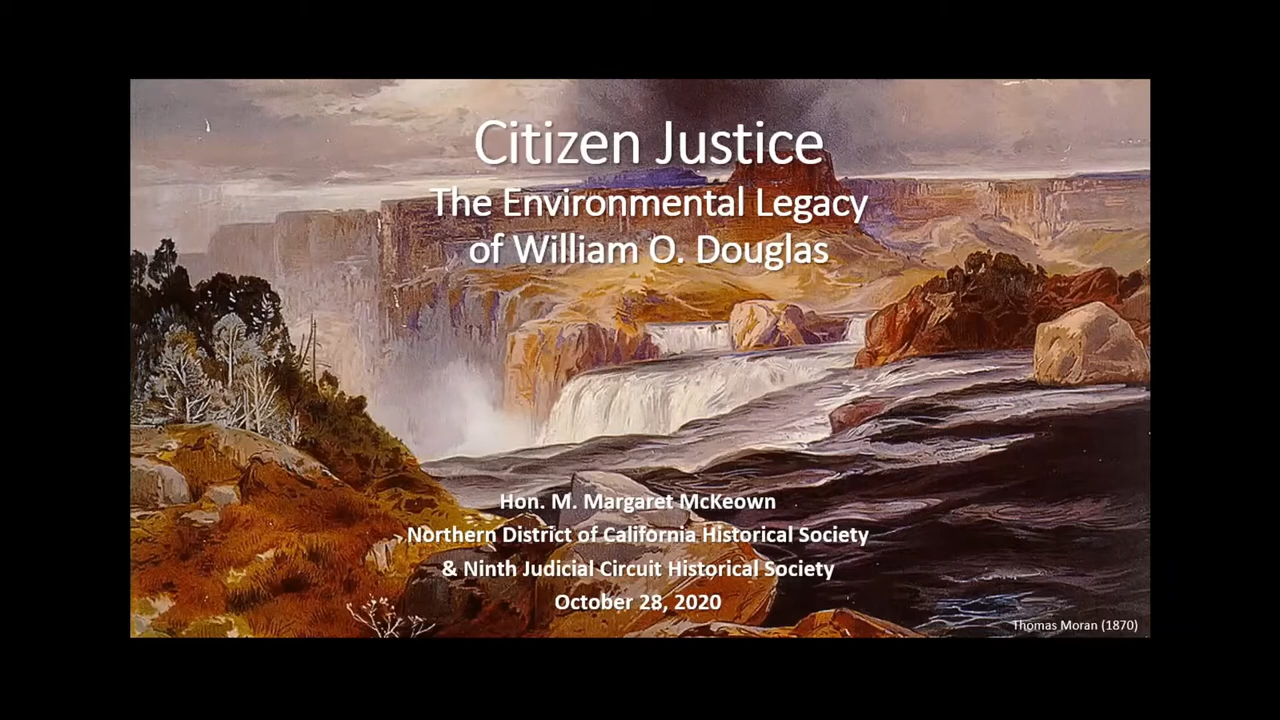 Citizen Justice
The Environmental Legacy
of William O. Douglas
Hon. M. Margaret McKeown
Northern District of California Historical Society
& Ninth Judicial Circuit Historical Society
October 28, 2020
Thomas Moran (1870)